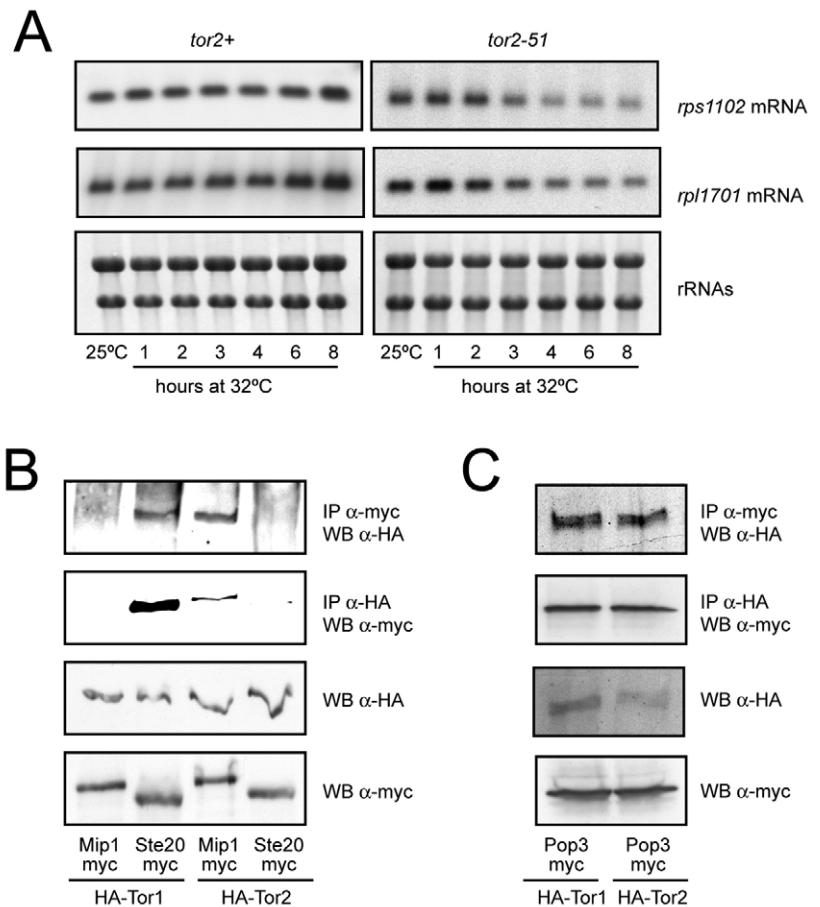 A
tor2+
tor2-51
rps1102 mRNA
rpl1701 mRNA
rRNAs
25ºC 1 2 3 4 6 8
hours at 32ºC
25ºC 1 2 3 4 6 8
hours at 32ºC
B
IP α-myc
WB α-HA
IP α-HA
WB α-myc
WB α-HA
WB α-myc
Mip1 Ste20 Mip1 Ste20
myc myc myc myc
HA-Tor1 HA-Tor2
C
IP α-myc
WB α-HA
IP α-HA
WB α-myc
WB α-HA
WB α-myc
Pop3 Pop3
myc myc
HA-Tor1 HA-Tor2